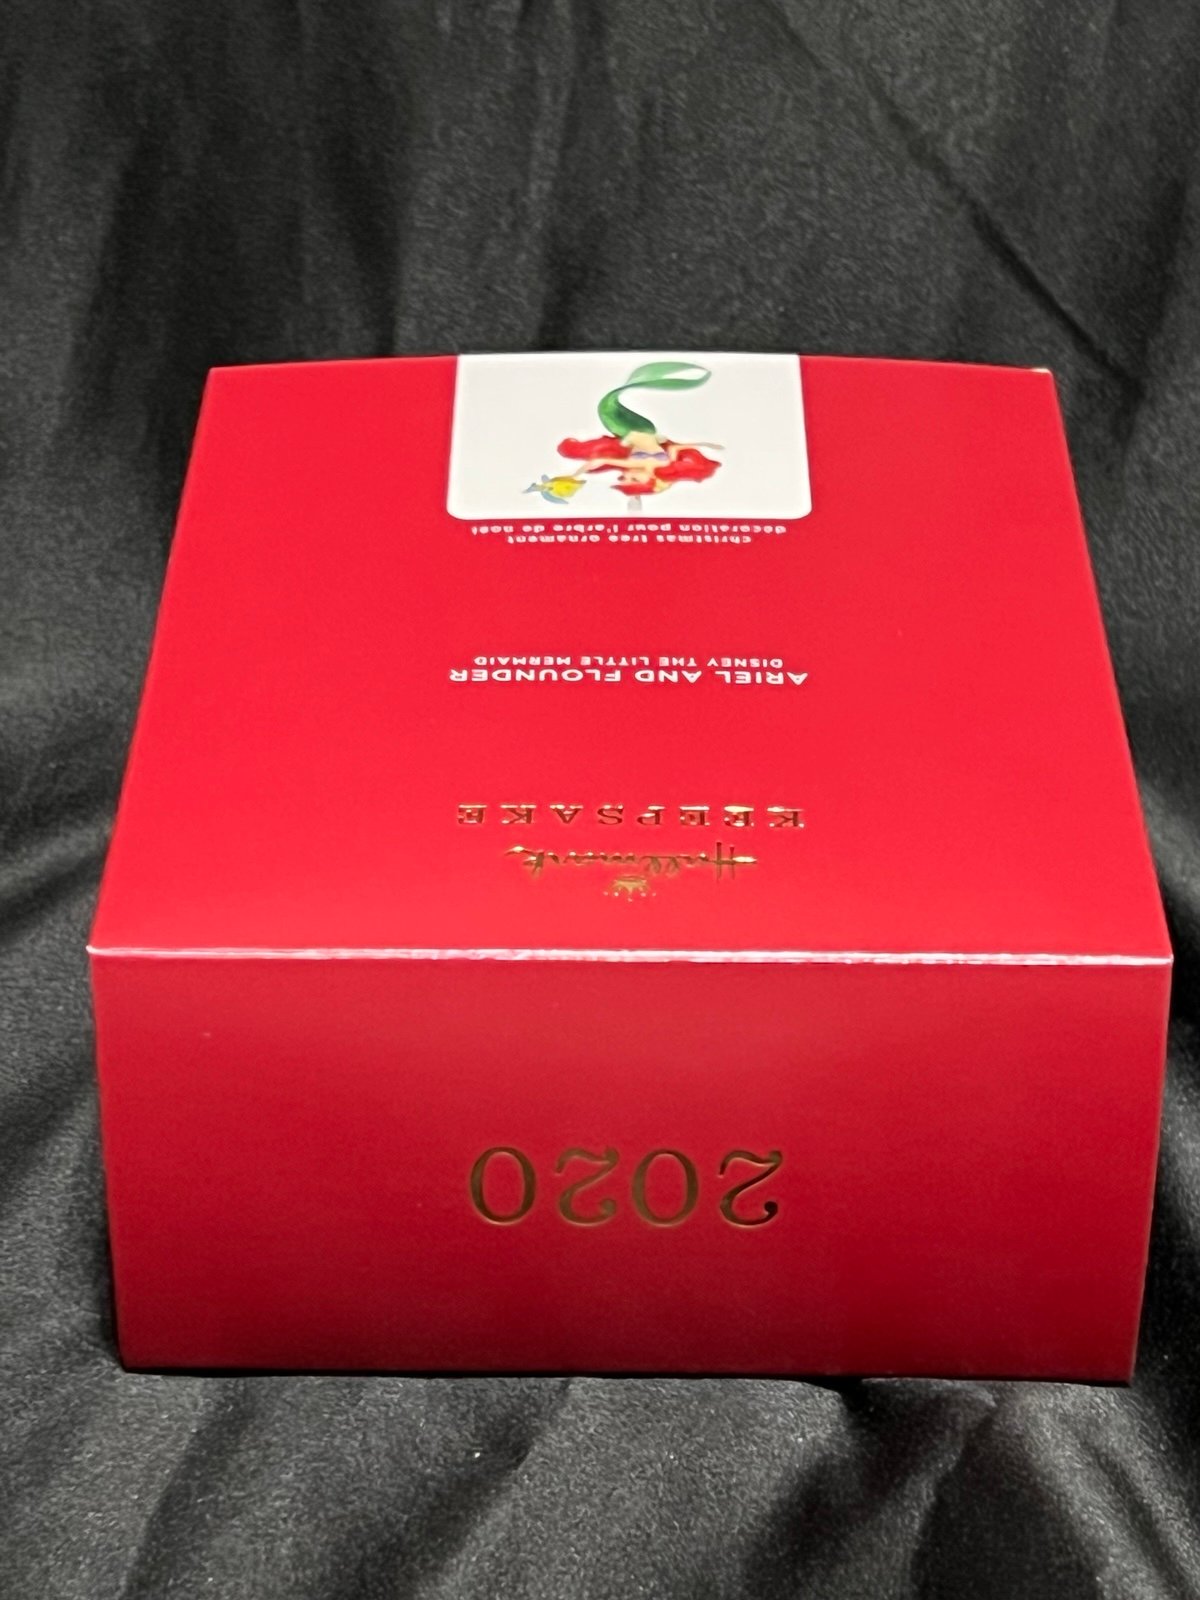 2020
Hallmark
KEEPSAKE
ARIEL AND FLOUNDER
DISNEY THE LITTLE MERMAID
christmas tree ornament
décoration pour l'arbre de noël